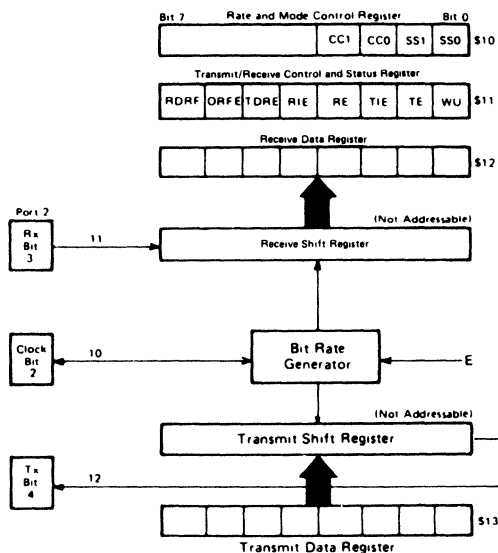 Bit 7 Rate and Mode Control Register Bit 0
CC1 CC0 SS1 SS0 $10
Transmit/Receive Control and Status Register
RDRF ORFE TDRE RIE RE TIE TE WU $11
Receive Data Register
$12
Port 2
(Not Addressable)
Rx
Bit
3
11
Receive Shift Register
Clock
Bit
2
10
Bit Rate
Generator
E
(Not Addressable)
Transmit Shift Register
Tx
Bit
4
12
$13
Transmit Data Register